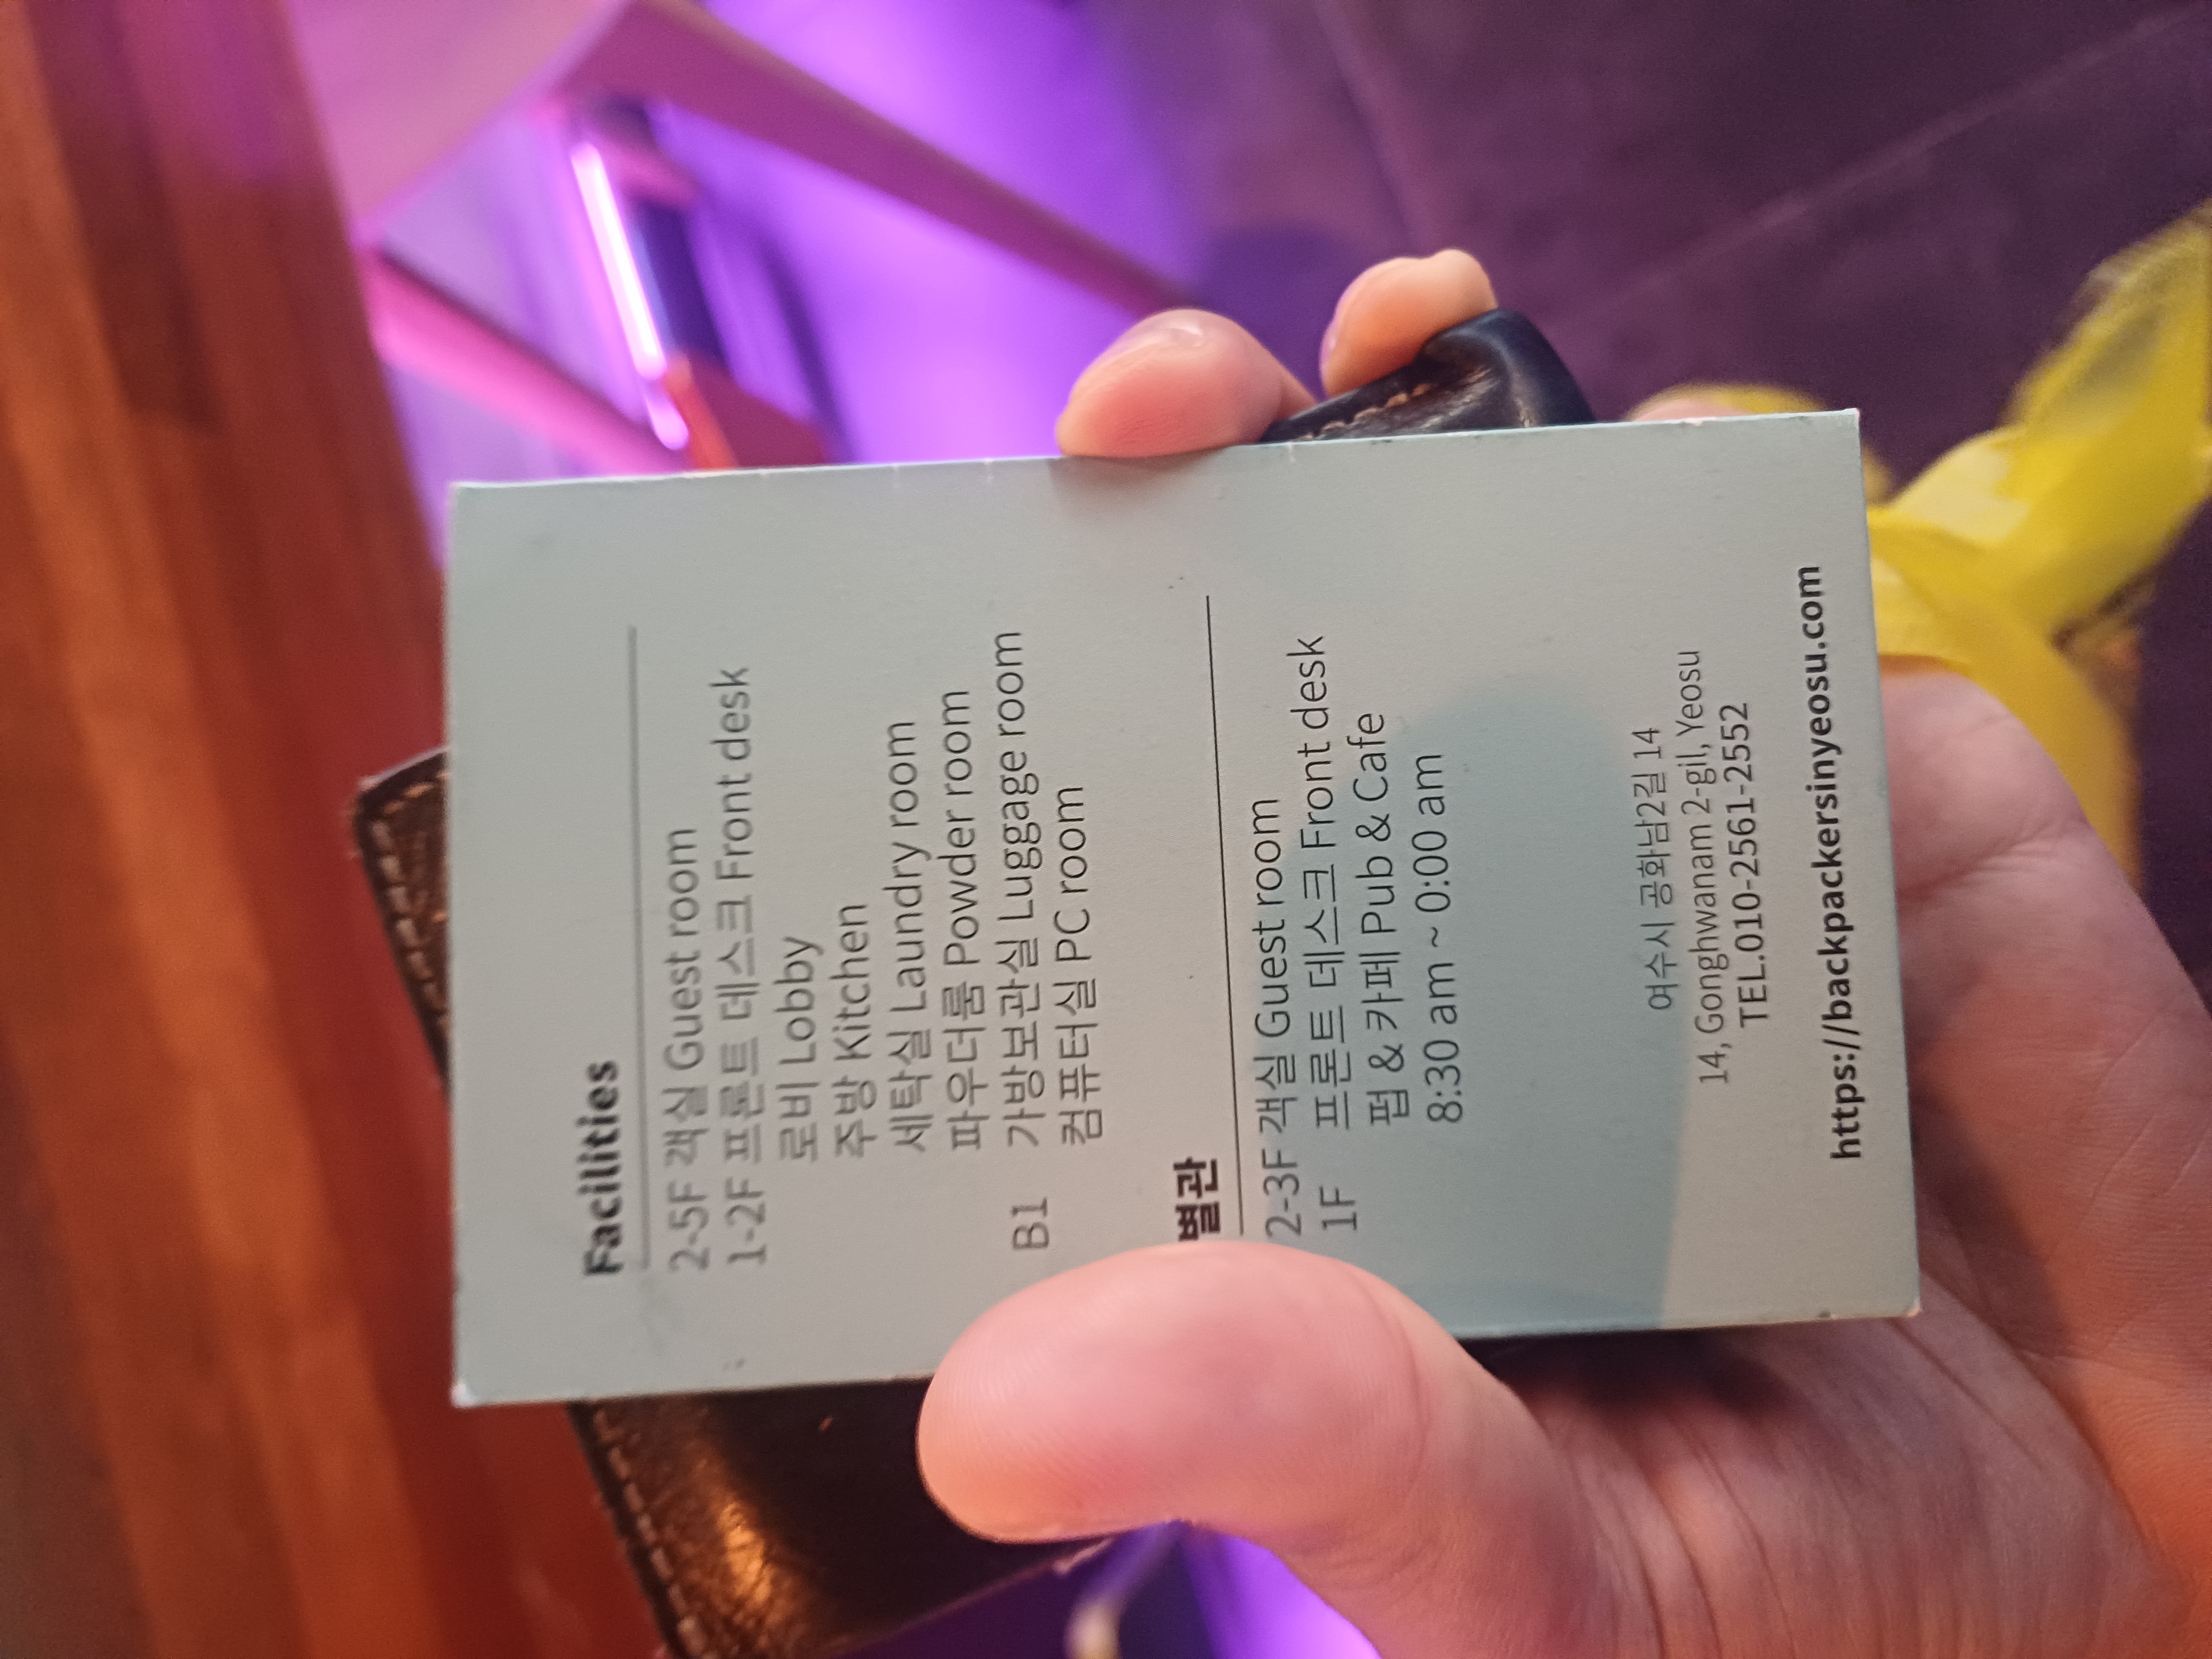 Facilities
2-5F 객실 Guest room
1-2F 프론트 데스크 Front desk
로비 Lobby
주방 Kitchen
세탁실 Laundry room
파우더룸 Powder room
B1 가방보관실 Luggage room
컴퓨터실 PC room
별관
2-3F 객실 Guest room
1F 프론트 데스크 Front desk
펍 & 카페 Pub & Cafe
8:30 am ~ 0:00 am
여수시 공화남2길 14
14, Gonghwanam 2-gil, Yeosu
TEL.010-2561-2552
https://backpackersinyeosu.com